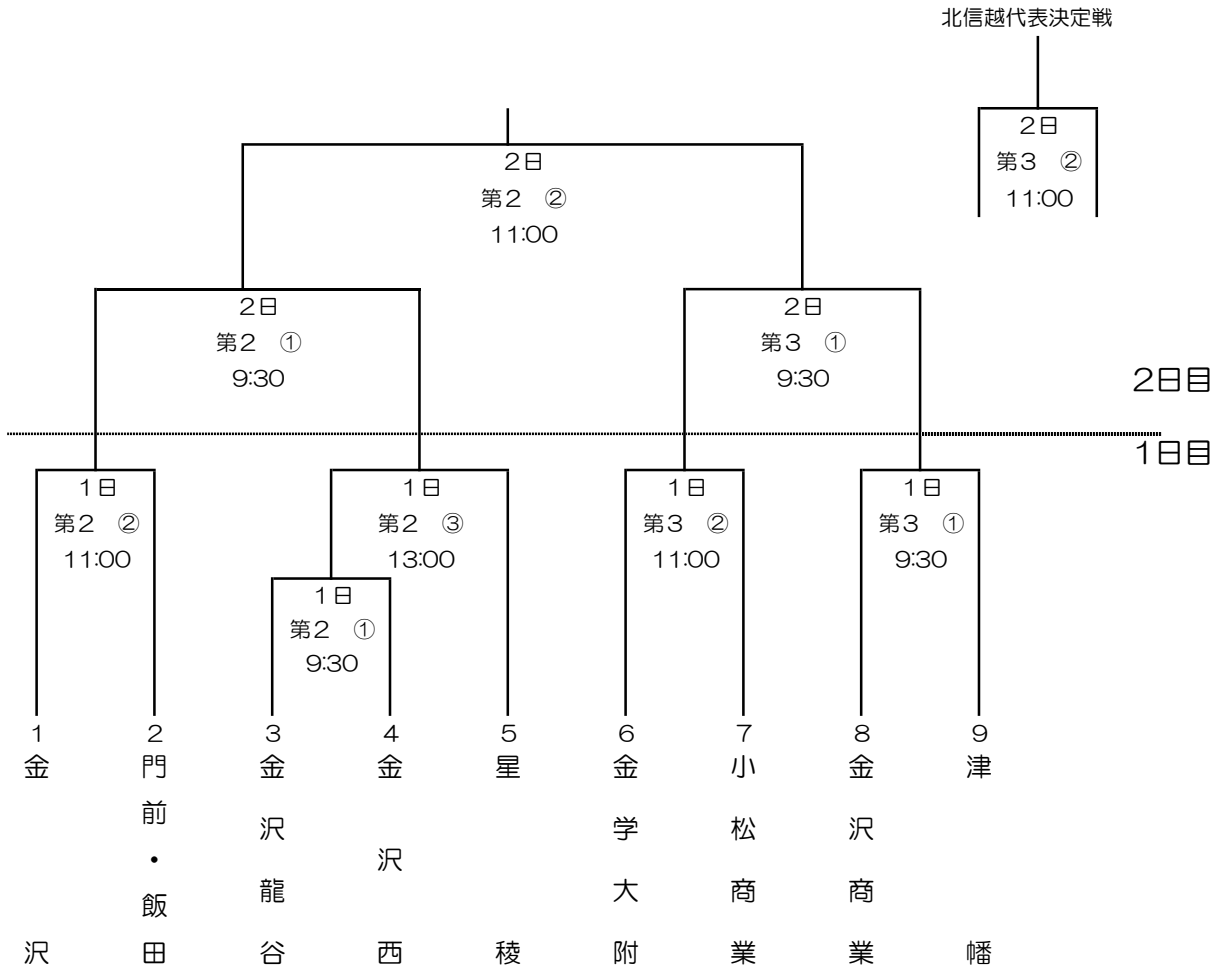 北信越代表決定戦
2日
第3　②
11:00
2日
第2　②
11:00
2日
第2　①
9:30
2日
第3　①
9:30
2日目
1日目
1日
第2　②
11:00
1日
第2　③
13:00
1日
第3　②
11:00
1日
第3　①
9:30
1日
第2　①
9:30
1
金沢
2
門前・飯田
3
金沢龍谷
4
金沢西
5
星稜
6
金学大附
7
小松商業
8
金沢商業
9
津幡